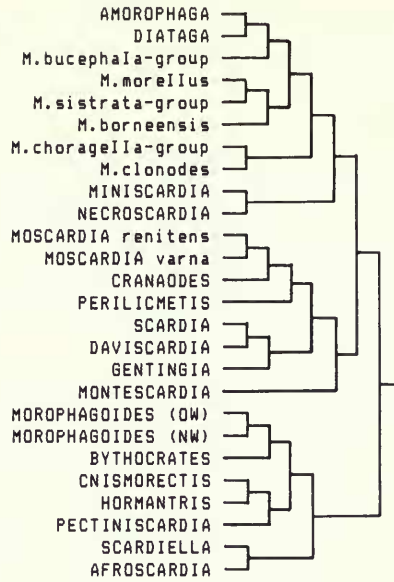 AMOROPHAGA
DIATAGA
M.bucephala-group
M.morellus
M.sistrata-group
M.borneensis
M.choragella-group
M.clonodes
MINISCARDIA
NECROSCARDIA
MOSCARDIA renitens
MOSCARDIA varna
CRANAODES
PERILICMETIS
SCARDIA
DAVISCARDIA
GENTINGIA
MONTESCARDIA
MOROPHAGOIDES (OW)
MOROPHAGOIDES (NW)
BYTHOCRATES
CNISMORECTIS
HORMANTRIS
PECTINISCARDIA
SCARDIELLA
AFROSCARDIA